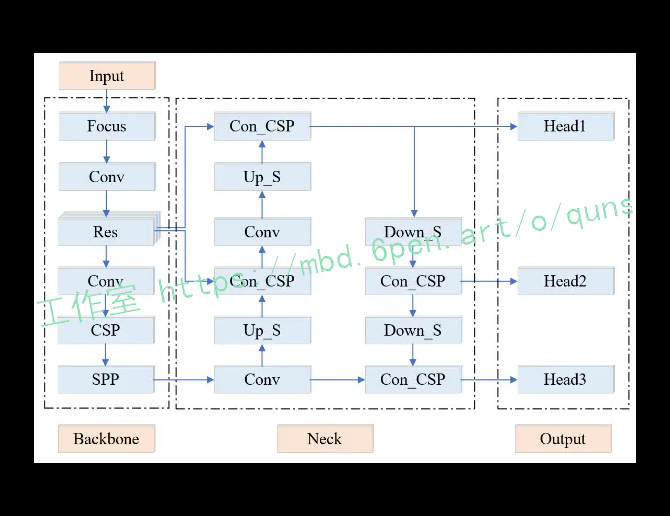 Input
Focus
Conv
Res
Conv
CSP
SPP
Backbone
Con_CSP
Up_S
Conv
Con_CSP
Up_S
Conv
Down_S
Con_CSP
Down_S
Con_CSP
Neck
Head1
Head2
Head3
Output
工作室 https://mbd.6pen.art/o/quns